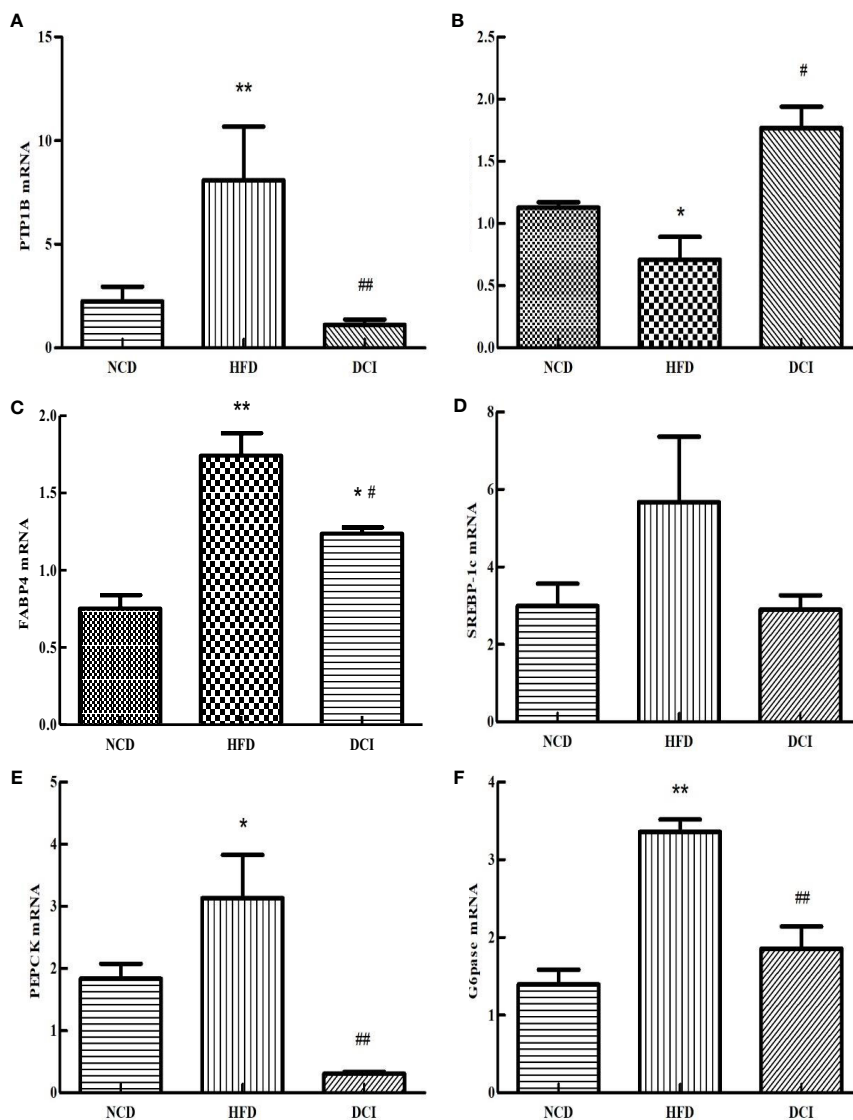 A
PTP1B mRNA
15
10
5
0
**
##
NCD HFD DCI
B
2.5
2.0
1.5
1.0
0.5
0.0
*
#
NCD HFD DCI
C
FABP4 mRNA
2.0
1.5
1.0
0.5
0.0
**
* #
NCD HFD DCI
D
SREBP-1c mRNA
8
6
4
2
0
NCD HFD DCI
E
PEPCK mRNA
5
4
3
2
1
0
*
##
NCD HFD DCI
F
G6pase mRNA
4
3
2
1
0
**
##
NCD HFD DCI